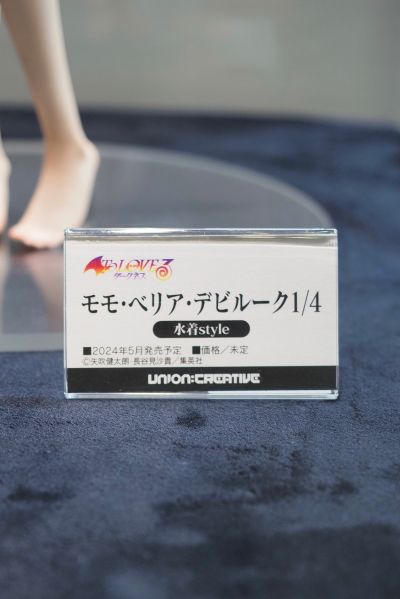 To LOVEる
ダークネス
モモ・ベリア・デビルーク1/4
水着style
■2024年5月発売予定 ■価格／未定
©矢吹健太朗・長谷見沙貴／集英社
UNION:CREATIVE